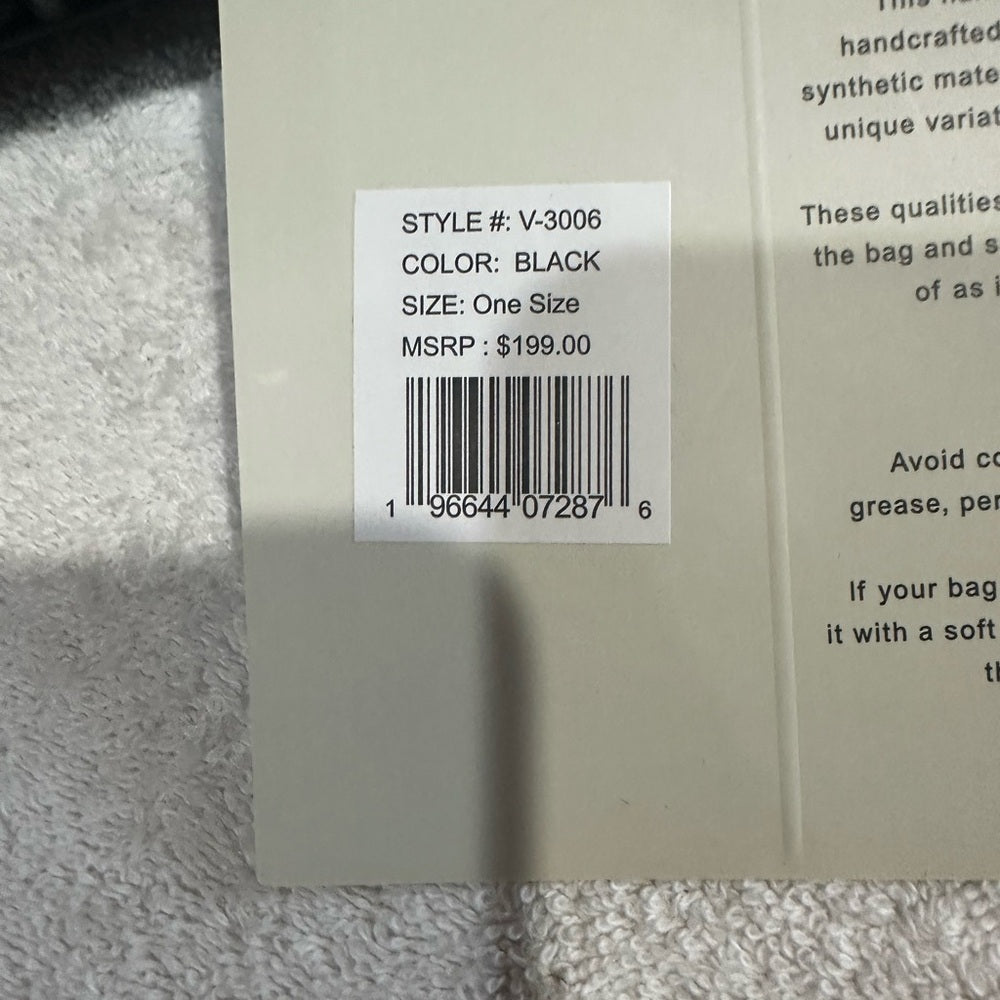 STYLE #: V-3006
COLOR: BLACK
SIZE: One Size
MSRP : $199.00
1 96644 07287 6
handcrafted
synthetic mate
unique variat
These qualities
the bag and s
of as i
Avoid co
grease, per
If your bag
it with a soft
th